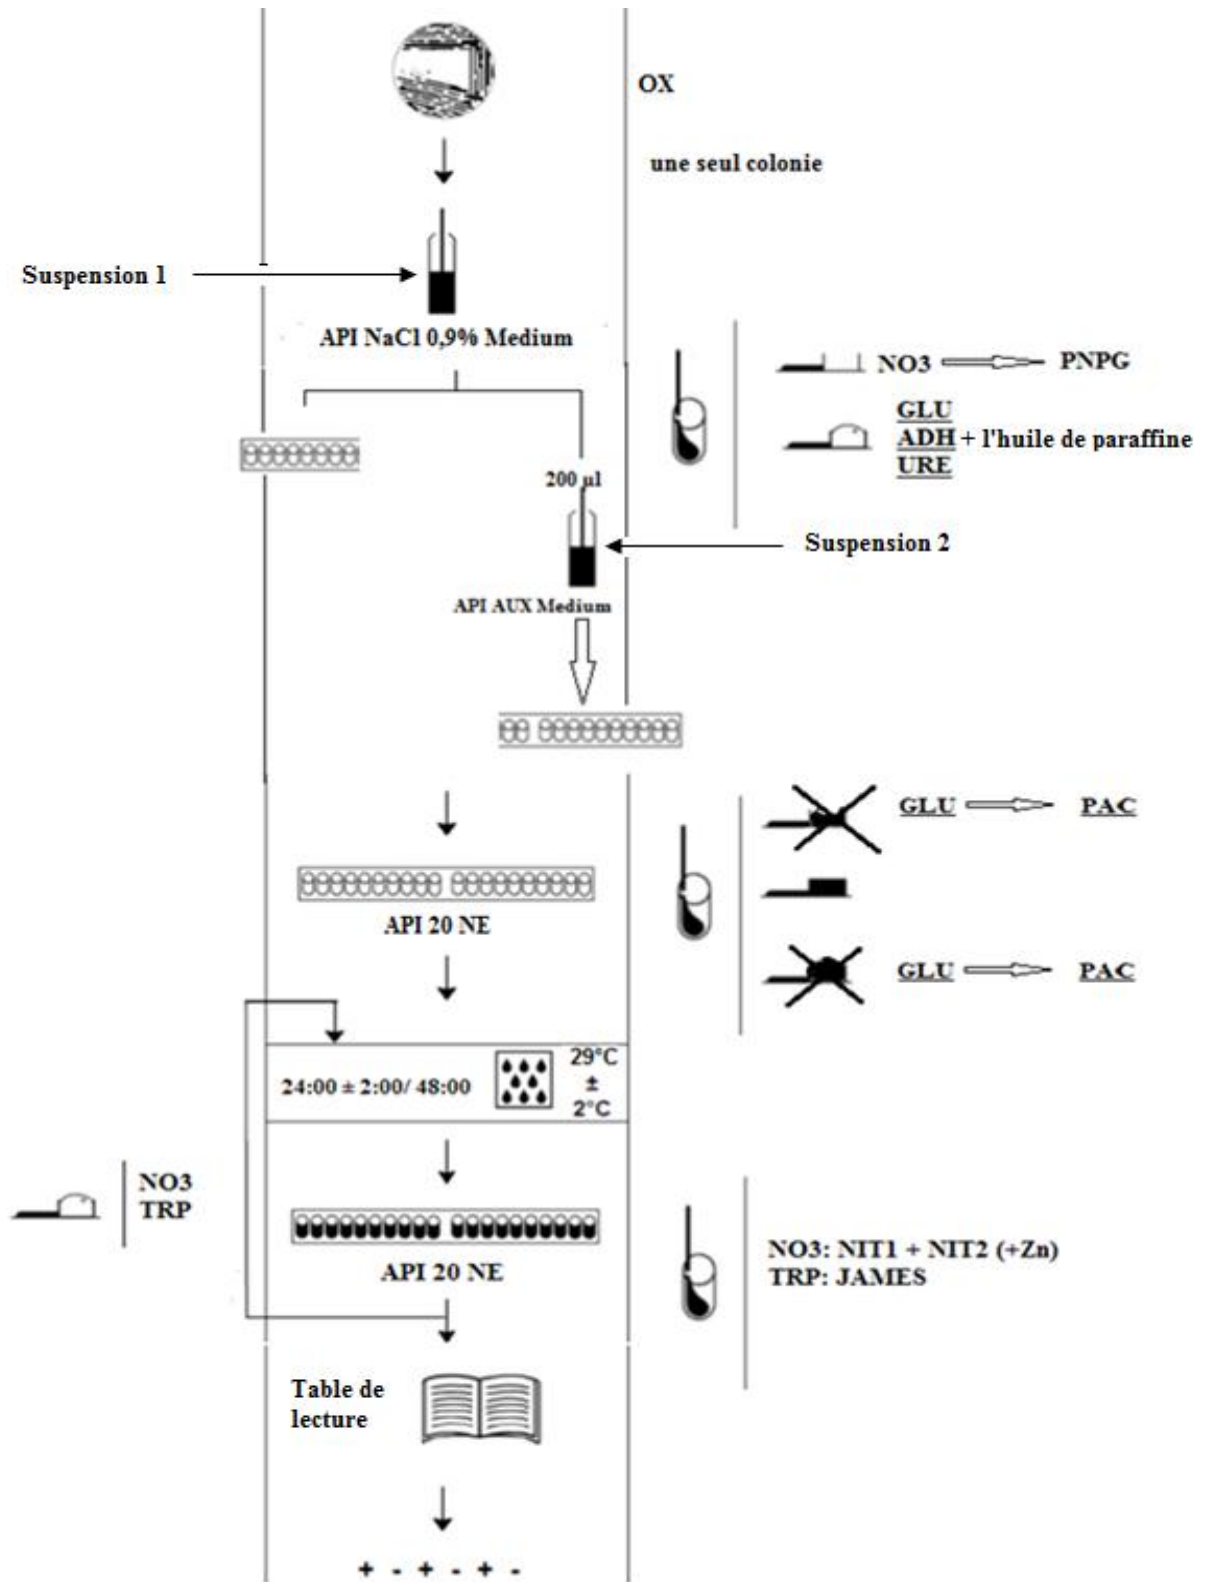 OX
une seul colonie
Suspension 1
API NaCl 0,9% Medium
NO3 PNPG
GLU
ADH + l'huile de paraffine
URE
200 µl
Suspension 2
API AUX Medium
GLU PAC
API 20 NE
GLU PAC
24:00 ± 2:00/ 48:00
29°C
±
2°C
NO3
TRP
API 20 NE
NO3: NIT1 + NIT2 (+Zn)
TRP: JAMES
Table de
lecture
+ - + - + -